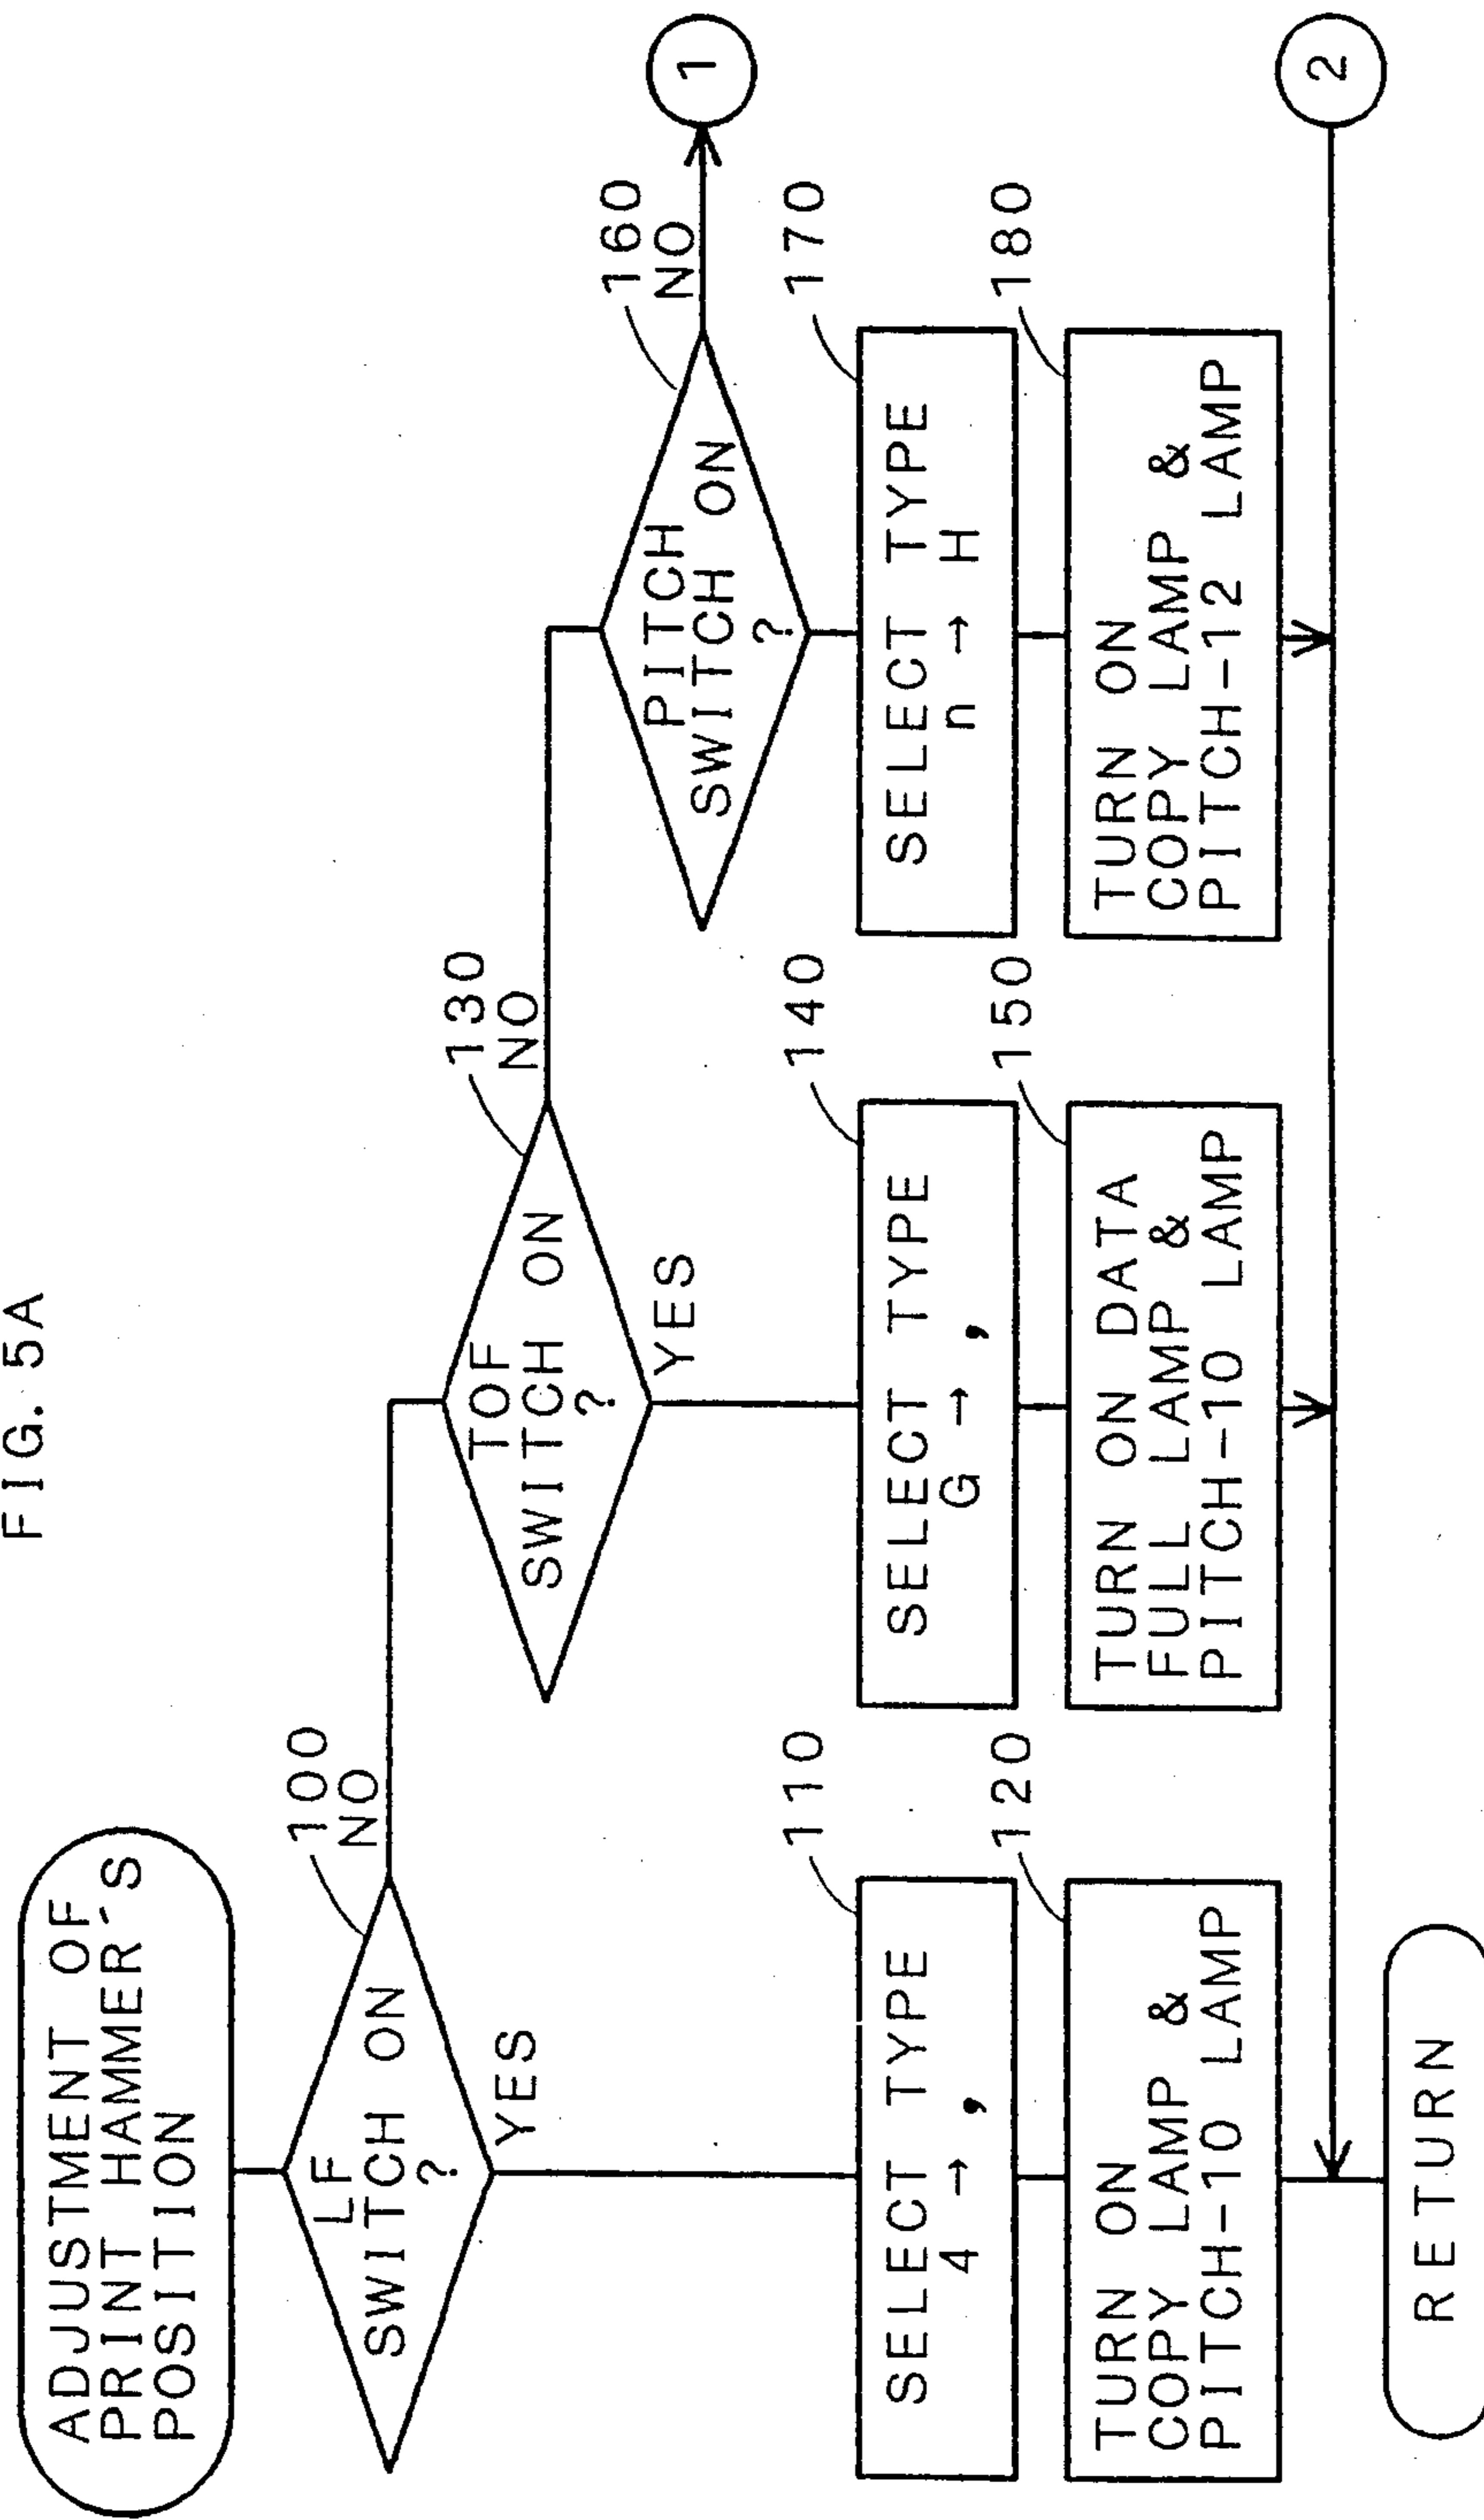 FIG. 5A
ADJUSTMENT OF
PRINT HAMMER'S
POSITION
100
LF
SWITCH ON
?
NO
YES
110
SELECT TYPE
4 → ,
120
TURN ON
COPY LAMP &
PITCH-10 LAMP
130
TOF
SWITCH ON
?
NO
YES
140
SELECT TYPE
G → ,
150
TURN ON DATA
FULL LAMP &
PITCH-10 LAMP
160
PITCH
SWITCH ON
?
NO
170
SELECT TYPE
n → H
180
TURN ON
COPY LAMP &
PITCH-12 LAMP
1
2
RETURN